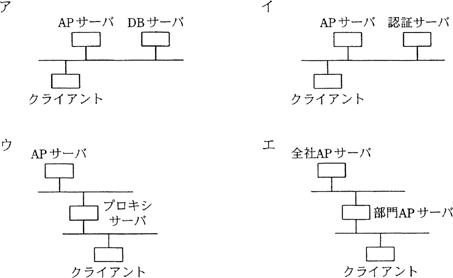 ア
APサーバ DBサーバ
クライアント
イ
APサーバ 認証サーバ
クライアント
ウ
APサーバ
プロキシ
サーバ
クライアント
エ
全社APサーバ
部門APサーバ
クライアント